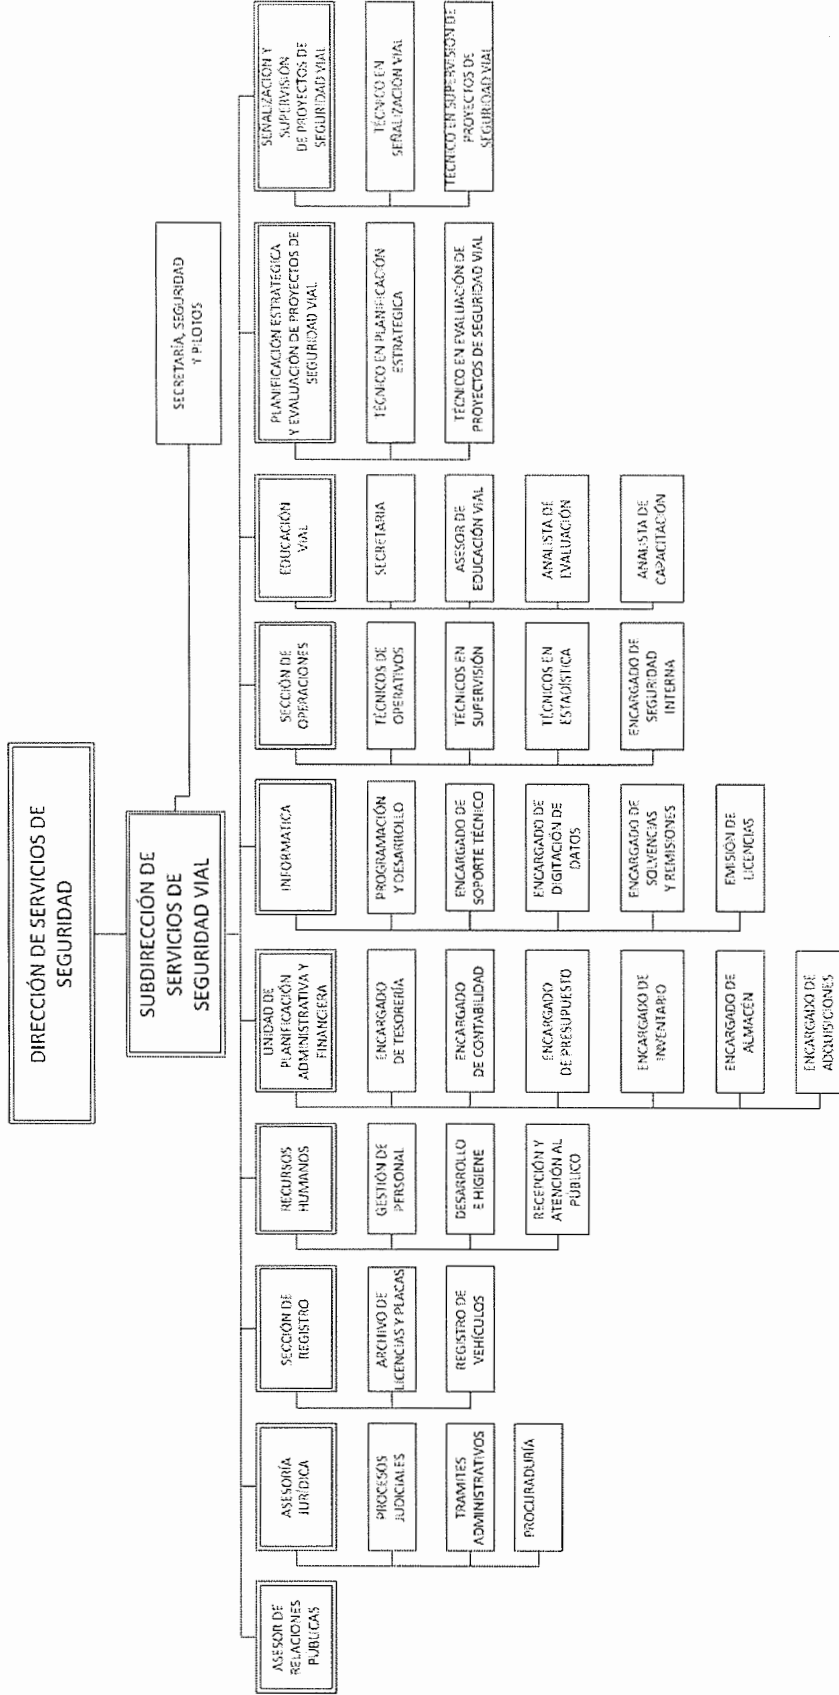 DIRECCIÓN DE SERVICIOS DE
SEGURIDAD
SUBDIRECCIÓN DE
SERVICIOS DE
SEGURIDAD VIAL
SECRETARÍA, SEGURIDAD
Y PILOTOS
ASESOR DE
RELACIONES
PÚBLICAS
ASESORÍA
JURÍDICA
PROCESOS
JUDICIALES
TRAMITES
ADMINISTRATIVOS
PROCURADURÍA
SECCIÓN DE
REGISTRO
ARCHIVO DE
LICENCIAS Y PLACAS
REGISTRO DE
VEHÍCULOS
RECURSOS
HUMANOS
GESTIÓN DE
PERSONAL
DESARROLLO
E HIGIENE
RECEPCIÓN Y
ATENCIÓN AL
PÚBLICO
UNIDAD DE
PLANIFICACIÓN
ADMINISTRATIVA Y
FINANCIERA
ENCARGADO
DE TESORERÍA
ENCARGADO
DE CONTABILIDAD
ENCARGADO
DE PRESUPUESTO
ENCARGADO DE
INVENTARIO
ENCARGADO DE
ALMACÉN
ENCARGADO DE
ADQUISICIONES
INFORMATICA
PROGRAMACIÓN
Y DESARROLLO
ENCARGADO DE
SOPORTE TÉCNICO
ENCARGADO DE
DIGITACIÓN DE
DATOS
ENCARGADO DE
SOLVENCIAS
Y REMISIONES
EMISIÓN DE
LICENCIAS
SECCIÓN DE
OPERACIONES
TÉCNICOS DE
OPERATIVOS
TÉCNICOS EN
SUPERVISIÓN
TÉCNICOS EN
ESTADÍSTICA
ENCARGADO DE
SEGURIDAD
INTERNA
EDUCACIÓN
VIAL
SECRETARIA
ASESOR DE
EDUCACIÓN VIAL
ANALISTA DE
EVALUACIÓN
ANALISTA DE
CAPACITACIÓN
PLANIFICACIÓN ESTRATEGICA
Y EVALUACIÓN DE PROYECTOS DE
SEGURIDAD VIAL
TÉCNICO EN PLANIFICACIÓN
ESTRATEGICA
TÉCNICO EN EVALUACIÓN DE
PROYECTOS DE SEGURIDAD VIAL
SEÑALIZACION Y
SUPERVISIÓN
DE PROYECTOS DE
SEGURIDAD VIAL
TÉCNICO EN
SEÑALIZACIÓN VIAL
TÉCNICO EN SUPERVISIÓN DE
PROYECTOS DE
SEGURIDAD VIAL